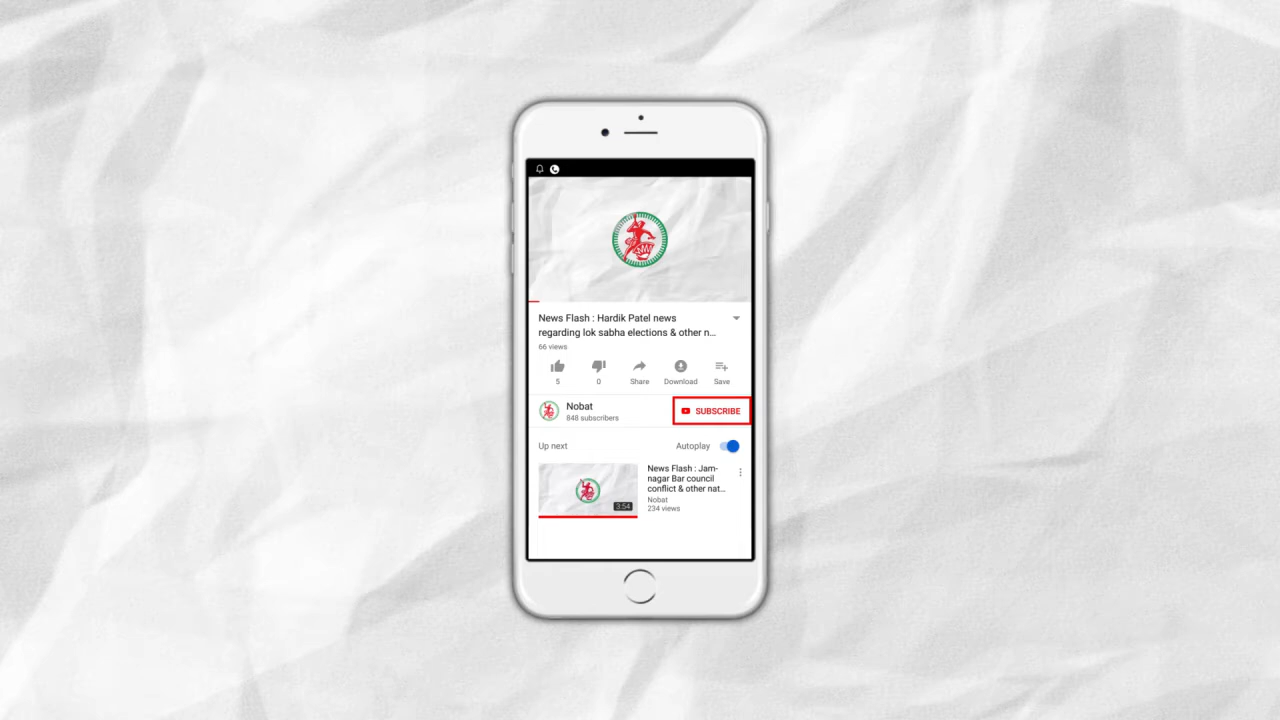 News Flash : Hardik Patel news
regarding lok sabha elections & other n...
66 views
5
0
Share
Download
Save
Nobat
848 subscribers
SUBSCRIBE
Up next
Autoplay
News Flash : Jam-
nagar Bar council
conflict & other nat...
Nobat
234 views
3:54